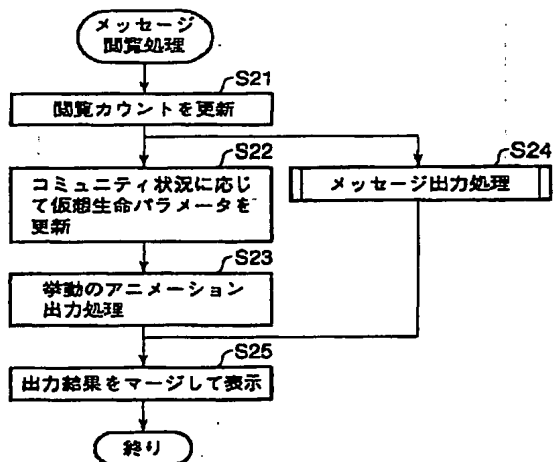 メッセージ
閲覧処理
S21
閲覧カウントを更新
S22
コミュニティ状況に応じ
て仮想生命パラメータを
更新
S24
メッセージ出力処理
S23
挙動のアニメーション
出力処理
S25
出力結果をマージして表示
終り